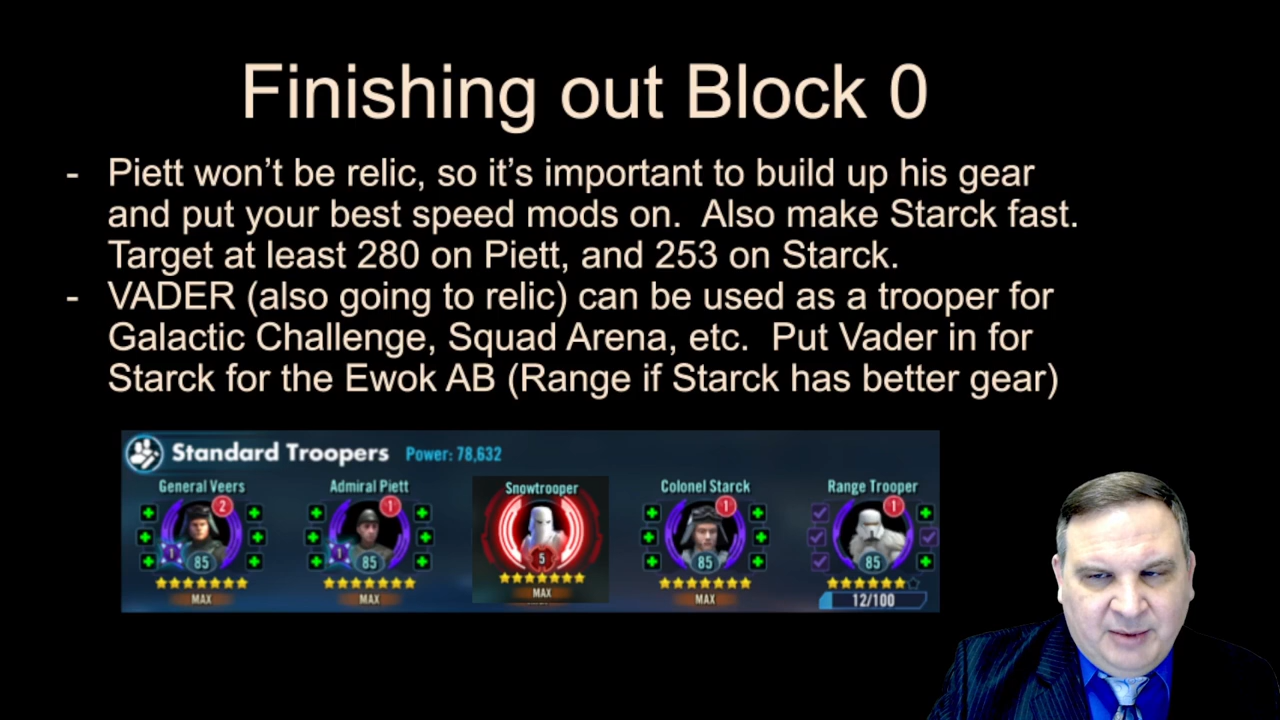 Finishing out Block 0
- Piett won't be relic, so it's important to build up his gear
and put your best speed mods on.  Also make Starck fast.
Target at least 280 on Piett, and 253 on Starck.
- VADER (also going to relic) can be used as a trooper for
Galactic Challenge, Squad Arena, etc.  Put Vader in for
Starck for the Ewok AB (Range if Starck has better gear)
Standard Troopers Power: 78,632
General Veers Admiral Piett Snowtrooper Colonel Starck Range Trooper
2 1 1 1
1 85 1 85 5 85 85
MAX MAX MAX MAX 12/100